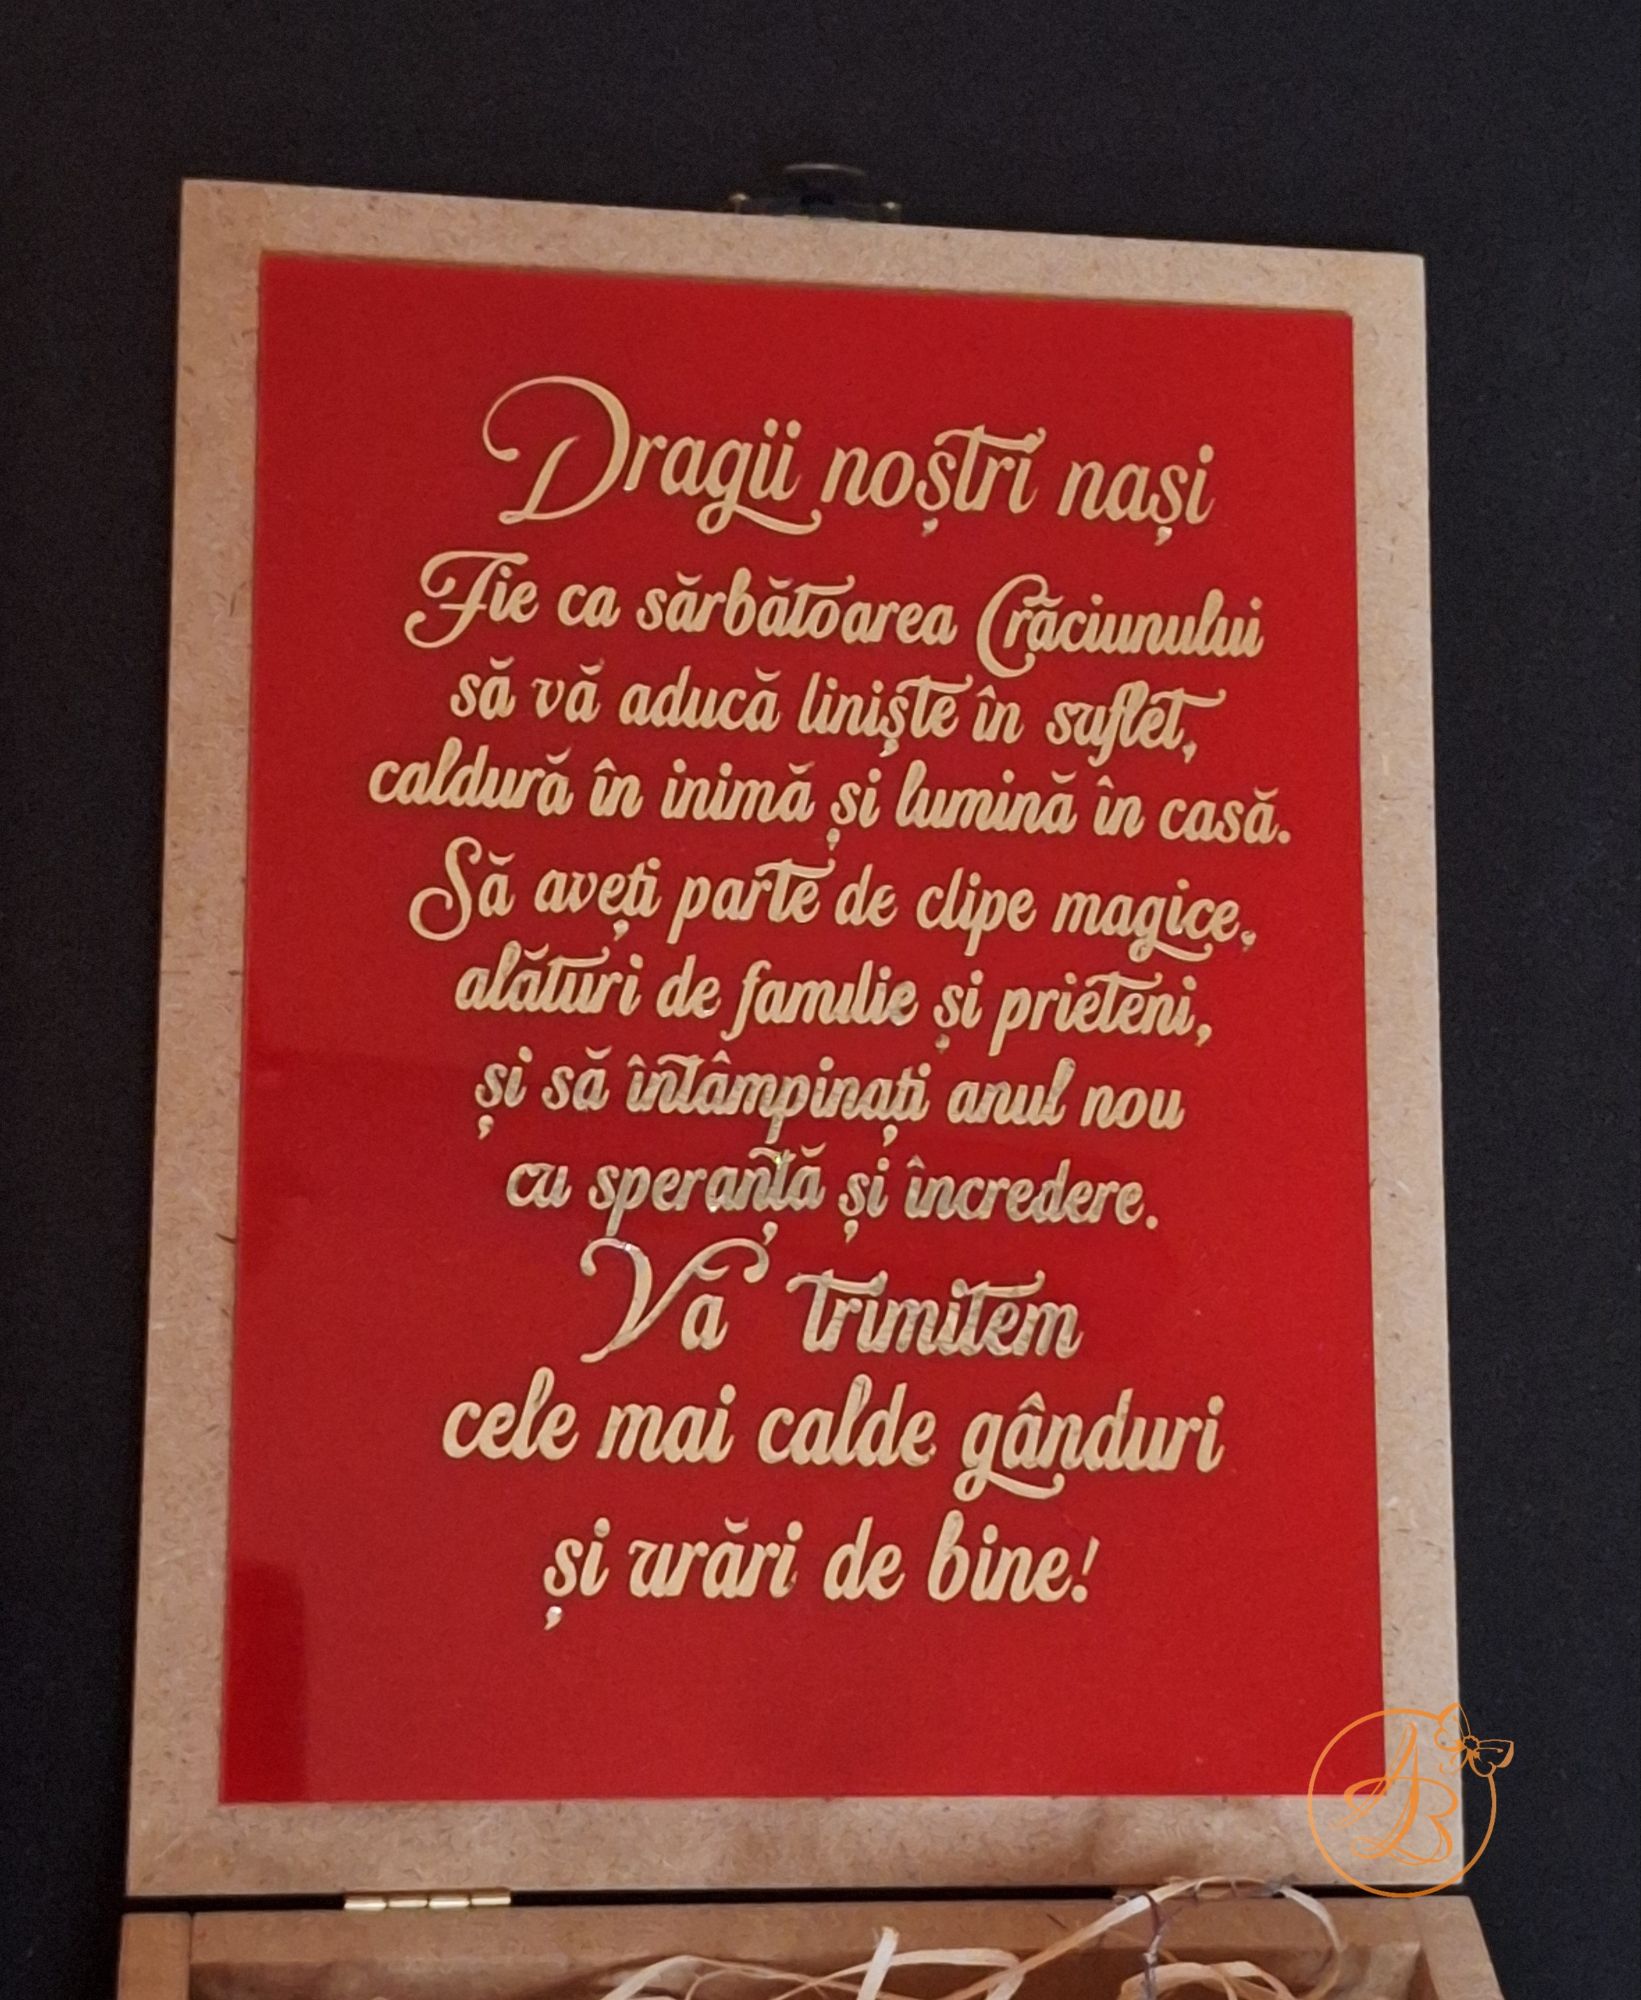 Dragii noștri nași
Fie ca sărbătoarea Crăciunului
să vă aducă liniște în suflet,
caldură în inimă și lumină în casă.
Să aveți parte de clipe magice,
alături de familie și prieteni,
și să întâmpinați anul nou
cu speranță și încredere.
Vă trimitem
cele mai calde gânduri
și urări de bine!
AB